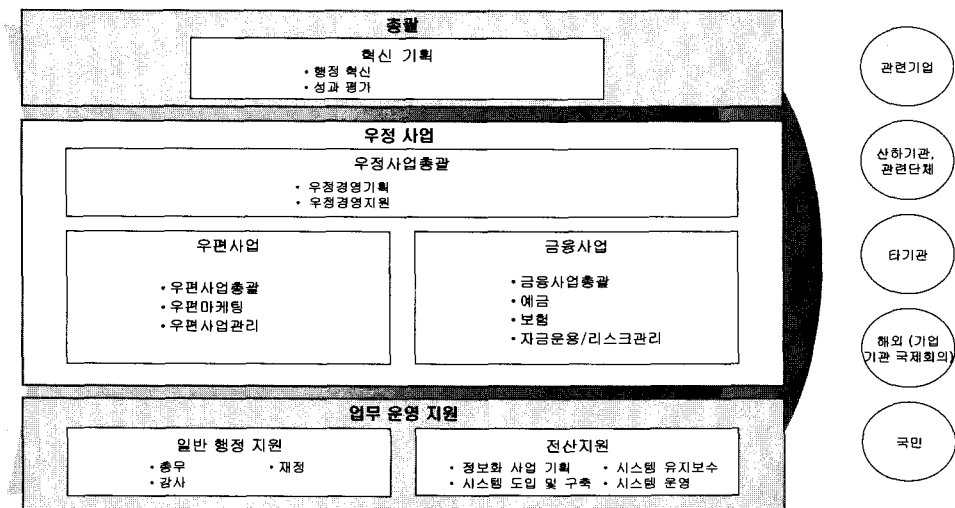 총괄
혁신 기획
• 행정 혁신
• 성과 평가
우정 사업
우정사업총괄
• 우정경영기획
• 우정경영지원
우편사업
• 우편사업총괄
• 우편마케팅
• 우편사업관리
금융사업
• 금융사업총괄
• 예금
• 보험
• 자금운용/리스크관리
업무 운영 지원
일반 행정 지원
• 총무 • 재정
• 감사
전산지원
• 정보화 사업 기획 • 시스템 유지보수
• 시스템 도입 및 구축 • 시스템 운영
관련기업
산하기관,
관련단체
타기관
해외 (기업
기관 국제회의)
국민